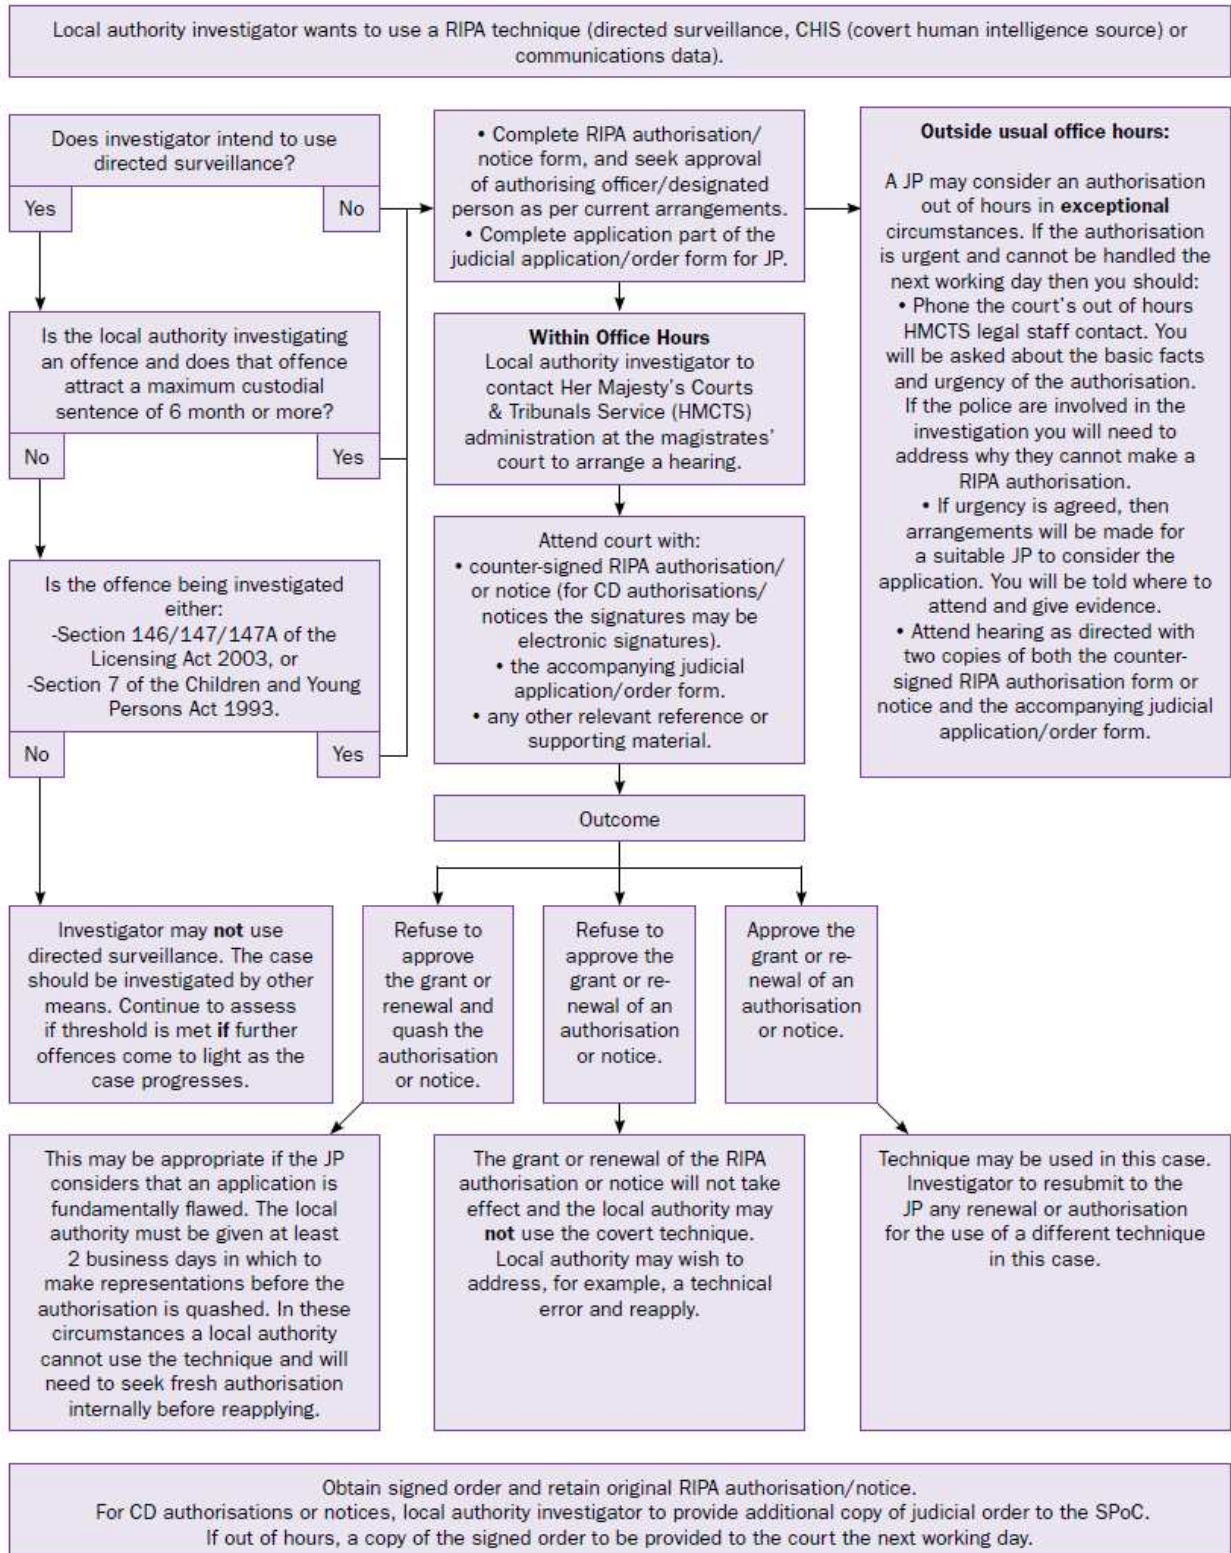 Local authority investigator wants to use a RIPA technique (directed surveillance, CHIS (covert human intelligence source) or
communications data).
Does investigator intend to use
directed surveillance?
Yes
No
Is the local authority investigating
an offence and does that offence
attract a maximum custodial
sentence of 6 month or more?
No
Yes
Is the offence being investigated
either:
-Section 146/147/147A of the
Licensing Act 2003, or
-Section 7 of the Children and Young
Persons Act 1993.
No
Yes
• Complete RIPA authorisation/
notice form, and seek approval
of authorising officer/designated
person as per current arrangements.
• Complete application part of the
judicial application/order form for JP.
Within Office Hours
Local authority investigator to
contact Her Majesty's Courts
& Tribunals Service (HMCTS)
administration at the magistrates'
court to arrange a hearing.
Attend court with:
• counter-signed RIPA authorisation/
or notice (for CD authorisations/
notices the signatures may be
electronic signatures).
• the accompanying judicial
application/order form.
• any other relevant reference or
supporting material.
Outside usual office hours:
A JP may consider an authorisation
out of hours in exceptional
circumstances. If the authorisation
is urgent and cannot be handled the
next working day then you should:
• Phone the court's out of hours
HMCTS legal staff contact. You
will be asked about the basic facts
and urgency of the authorisation.
If the police are involved in the
investigation you will need to
address why they cannot make a
RIPA authorisation.
• If urgency is agreed, then
arrangements will be made for
a suitable JP to consider the
application. You will be told where to
attend and give evidence.
• Attend hearing as directed with
two copies of both the counter-
signed RIPA authorisation form or
notice and the accompanying judicial
application/order form.
Outcome
Investigator may not use
directed surveillance. The case
should be investigated by other
means. Continue to assess
if threshold is met if further
offences come to light as the
case progresses.
Refuse to
approve
the grant or
renewal and
quash the
authorisation
or notice.
Refuse to
approve the
grant or re-
newal of an
authorisation
or notice.
Approve the
grant or re-
newal of an
authorisation
or notice.
This may be appropriate if the JP
considers that an application is
fundamentally flawed. The local
authority must be given at least
2 business days in which to
make representations before the
authorisation is quashed. In these
circumstances a local authority
cannot use the technique and will
need to seek fresh authorisation
internally before reapplying.
The grant or renewal of the RIPA
authorisation or notice will not take
effect and the local authority may
not use the covert technique.
Local authority may wish to
address, for example, a technical
error and reapply.
Technique may be used in this case.
Investigator to resubmit to the
JP any renewal or authorisation
for the use of a different technique
in this case.
Obtain signed order and retain original RIPA authorisation/notice.
For CD authorisations or notices, local authority investigator to provide additional copy of judicial order to the SPoC.
If out of hours, a copy of the signed order to be provided to the court the next working day.